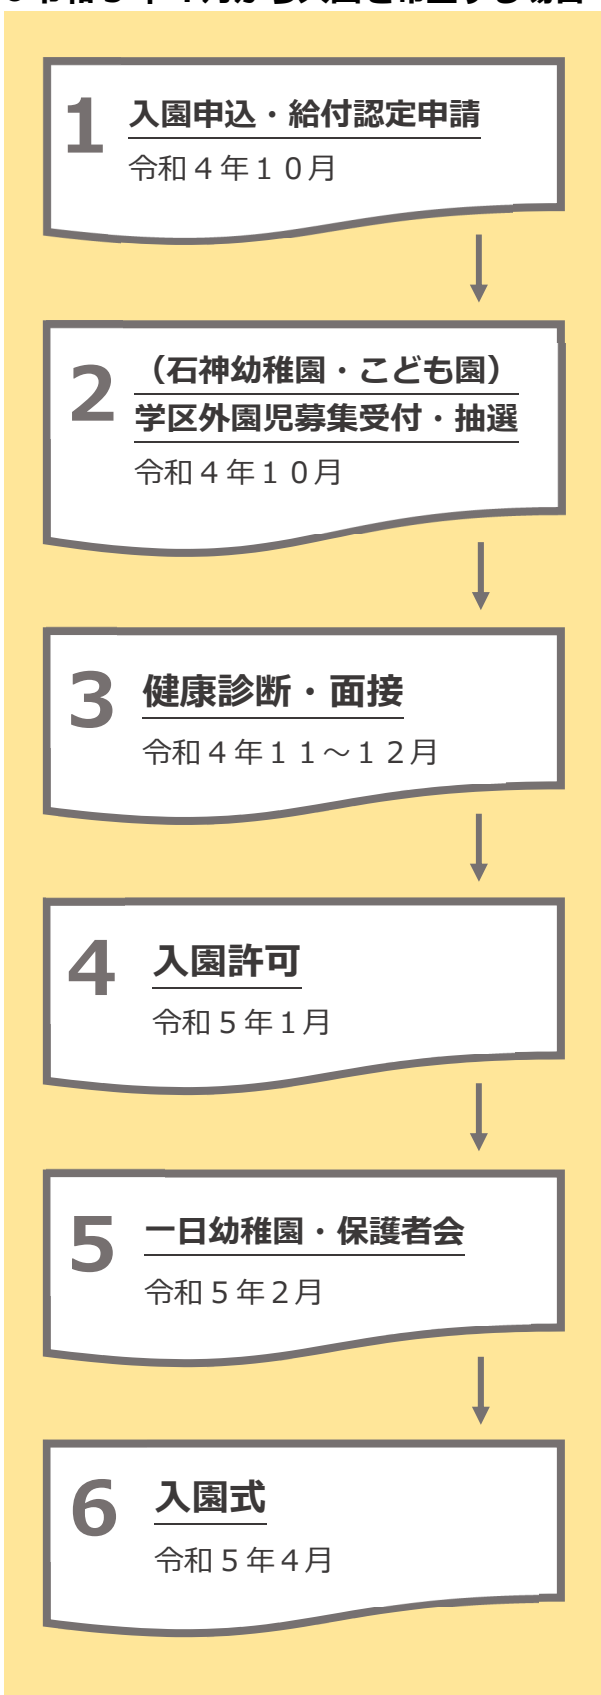 1 入園申込・給付認定申請
令和４年１０月
2 （石神幼稚園・こども園）
学区外園児募集受付・抽選
令和４年１０月
3 健康診断・面接
令和４年１１～１２月
4 入園許可
令和５年１月
5 一日幼稚園・保護者会
令和５年２月
6 入園式
令和５年４月